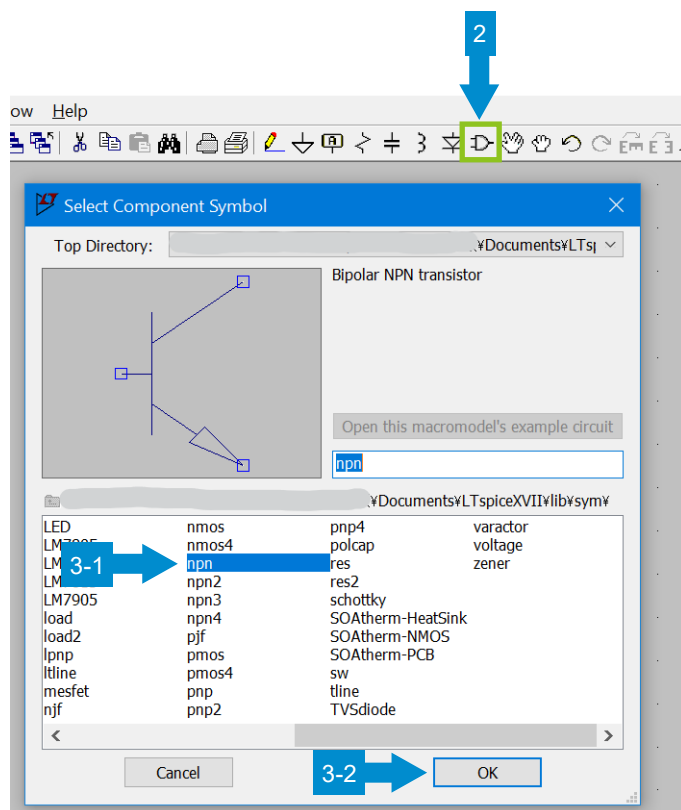 2
ow Help
Select Component Symbol
Top Directory: ¥Documents¥LTsp
Bipolar NPN transistor
Open this macromodel's example circuit
npn
¥Documents¥LTspiceXVII¥lib¥sym¥
LED nmos pnp4 varactor
nmos4 polcap voltage
3-1 npn res zener
npn2 res2
LM7905 npn3 schottky
load npn4 SOAtherm-HeatSink
load2 pjf SOAtherm-NMOS
lpnp pmos SOAtherm-PCB
ltline pmos4 sw
mesfet pnp tline
njf pnp2 TVSdiode
Cancel 3-2 OK